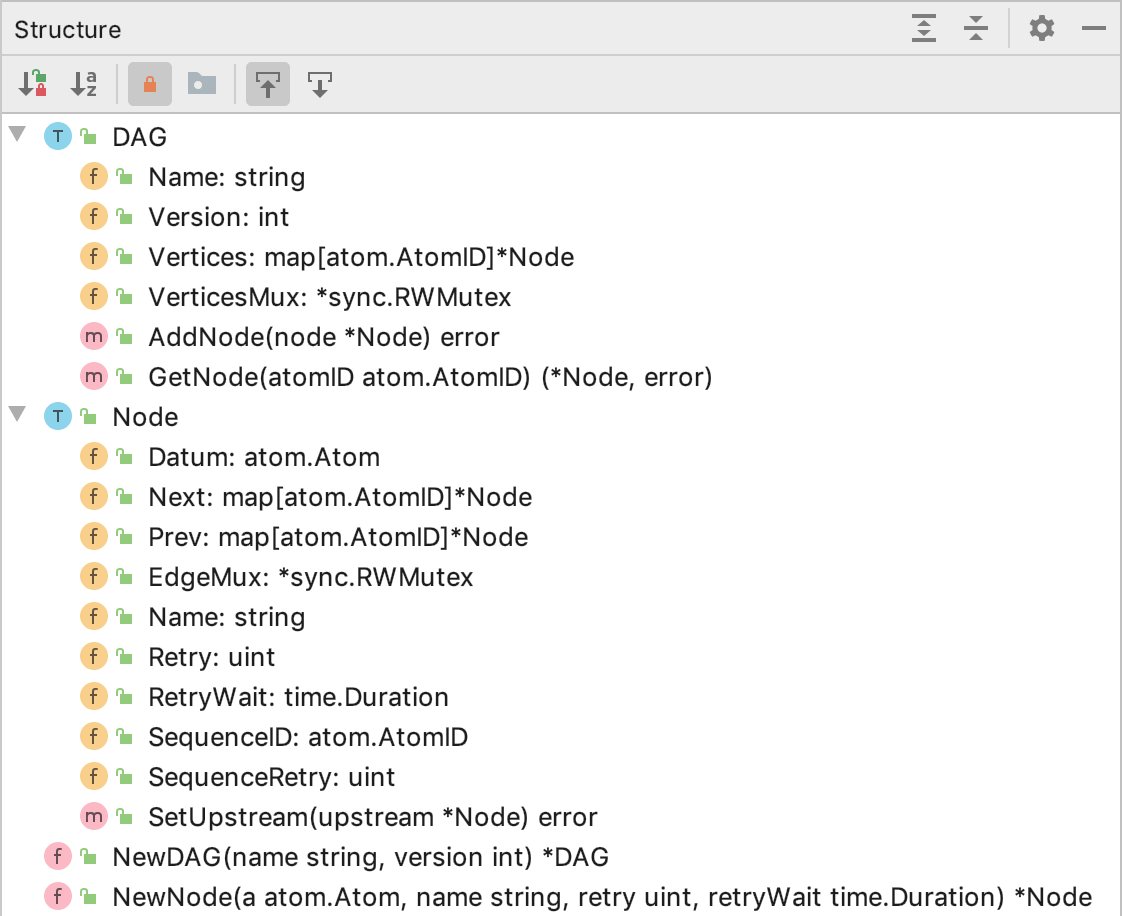 Structure
DAG
Name: string
Version: int
Vertices: map[atom.AtomID]*Node
VerticesMux: *sync.RWMutex
AddNode(node *Node) error
GetNode(atomID atom.AtomID) (*Node, error)
Node
Datum: atom.Atom
Next: map[atom.AtomID]*Node
Prev: map[atom.AtomID]*Node
EdgeMux: *sync.RWMutex
Name: string
Retry: uint
RetryWait: time.Duration
SequenceID: atom.AtomID
SequenceRetry: uint
SetUpstream(upstream *Node) error
NewDAG(name string, version int) *DAG
NewNode(a atom.Atom, name string, retry uint, retryWait time.Duration) *Node